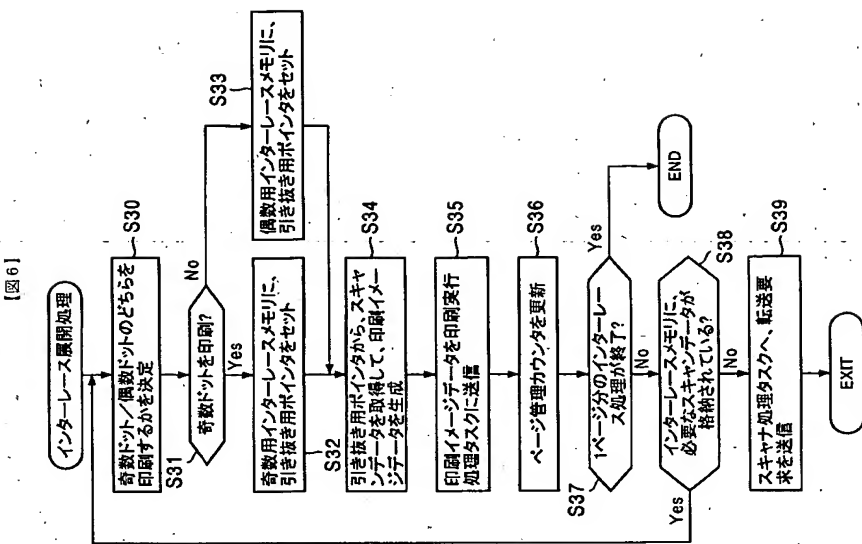 【図6】
インターレース展開処理
奇数ドット／偶数ドットのどちらを
印刷するかを決定
S30
奇数ドットを印刷?
S31
No
Yes
奇数用インターレースメモリに、
引き抜き用ポインタをセット
S32
偶数用インターレースメモリに、
引き抜き用ポインタをセット
S33
引き抜き用ポインタから、スキャ
ンデータを取得して、印刷イメー
ジデータを生成
S34
印刷イメージデータを印刷実行
処理タスクに送信
S35
ページ管理カウンタを更新
S36
1ページ分のインターレー
ス処理が終了?
S37
Yes
No
END
インターレースメモリに、
必要なスキャンデータが
格納されている?
S38
Yes
No
スキャナ処理タスクへ、転送要
求を送信
S39
EXIT